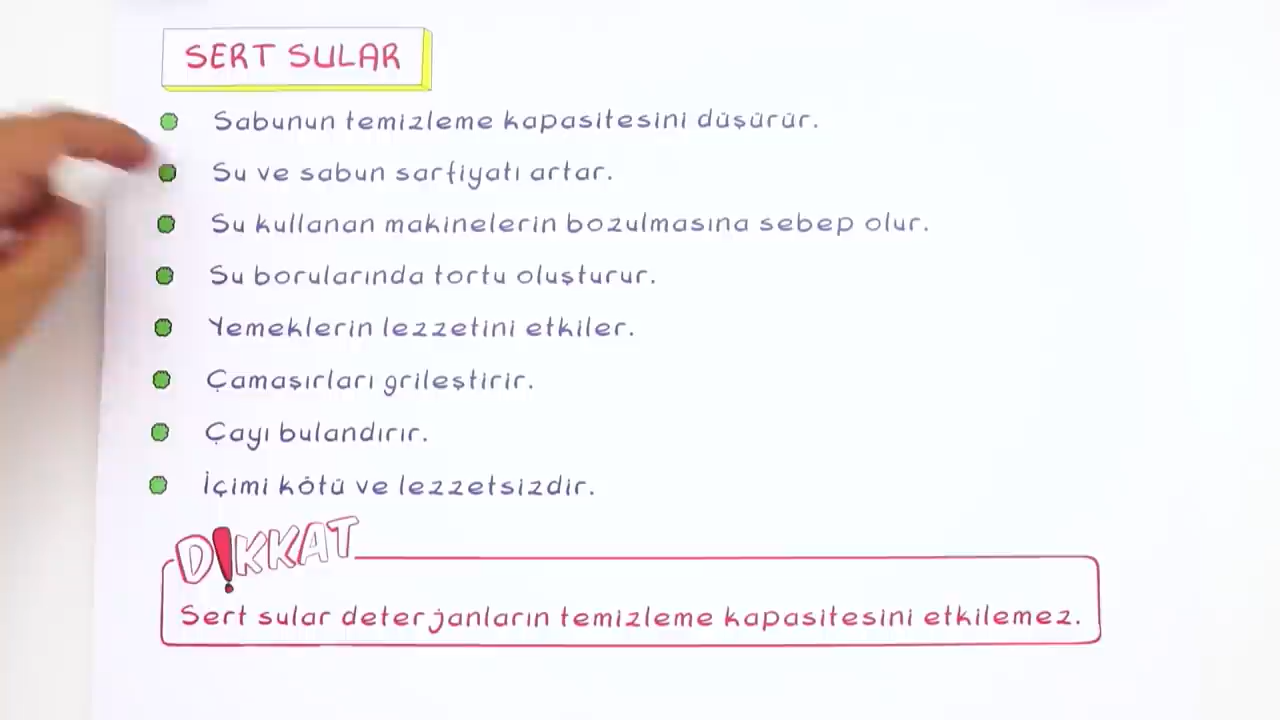 SERT SULAR
Sabunun temizleme kapasitesini düşürür.
Su ve sabun sarfiyatı artar.
Su kullanan makinelerin bozulmasına sebep olur.
Su borularında tortu oluşturur.
Yemeklerin lezzetini etkiler.
Çamaşırları grileştirir.
Çayı bulandırır.
İçimi kötü ve lezzetsizdir.
DİKKAT
Sert sular deterjanların temizleme kapasitesini etkilemez.